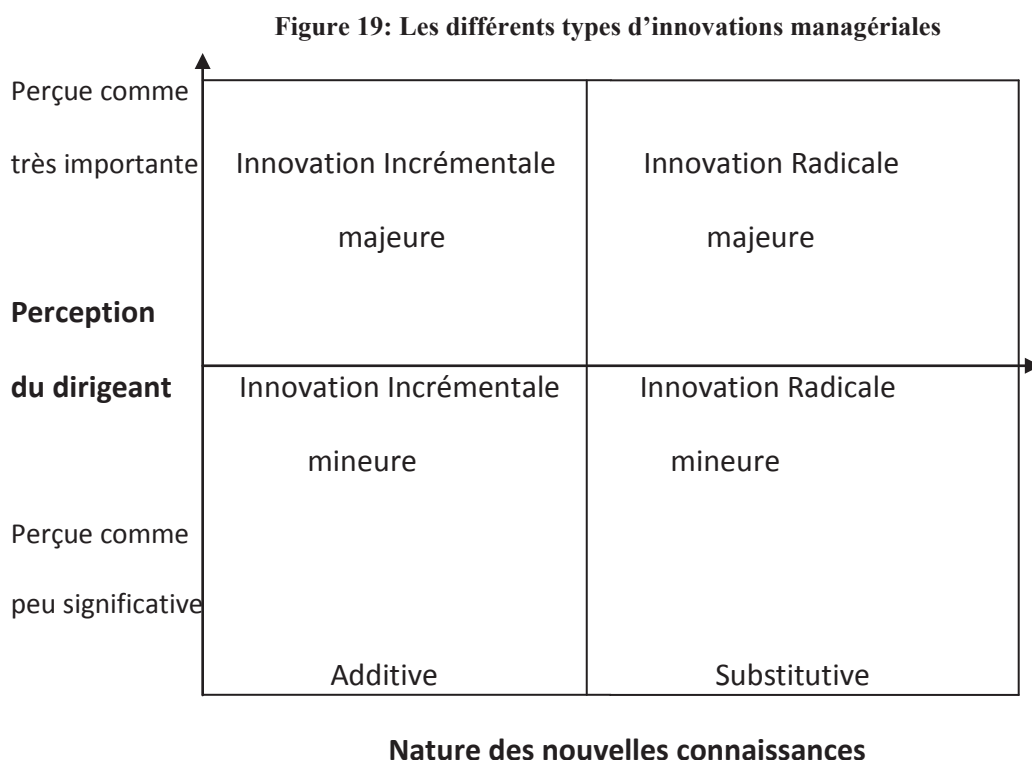 Figure 19: Les différents types d’innovations managériales
Perçue comme
très importante
Innovation Incrémentale
majeure
Innovation Radicale
majeure
Perception
du dirigeant
Innovation Incrémentale
mineure
Innovation Radicale
mineure
Perçue comme
peu significative
Additive
Substitutive
Nature des nouvelles connaissances